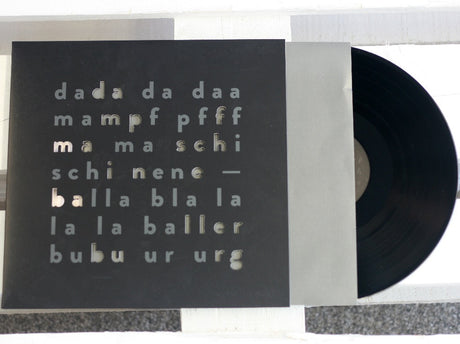 dada da daa
mampf pfff
ma ma schi
schi nene —
balla bla la
la la baller
bubu ur urg